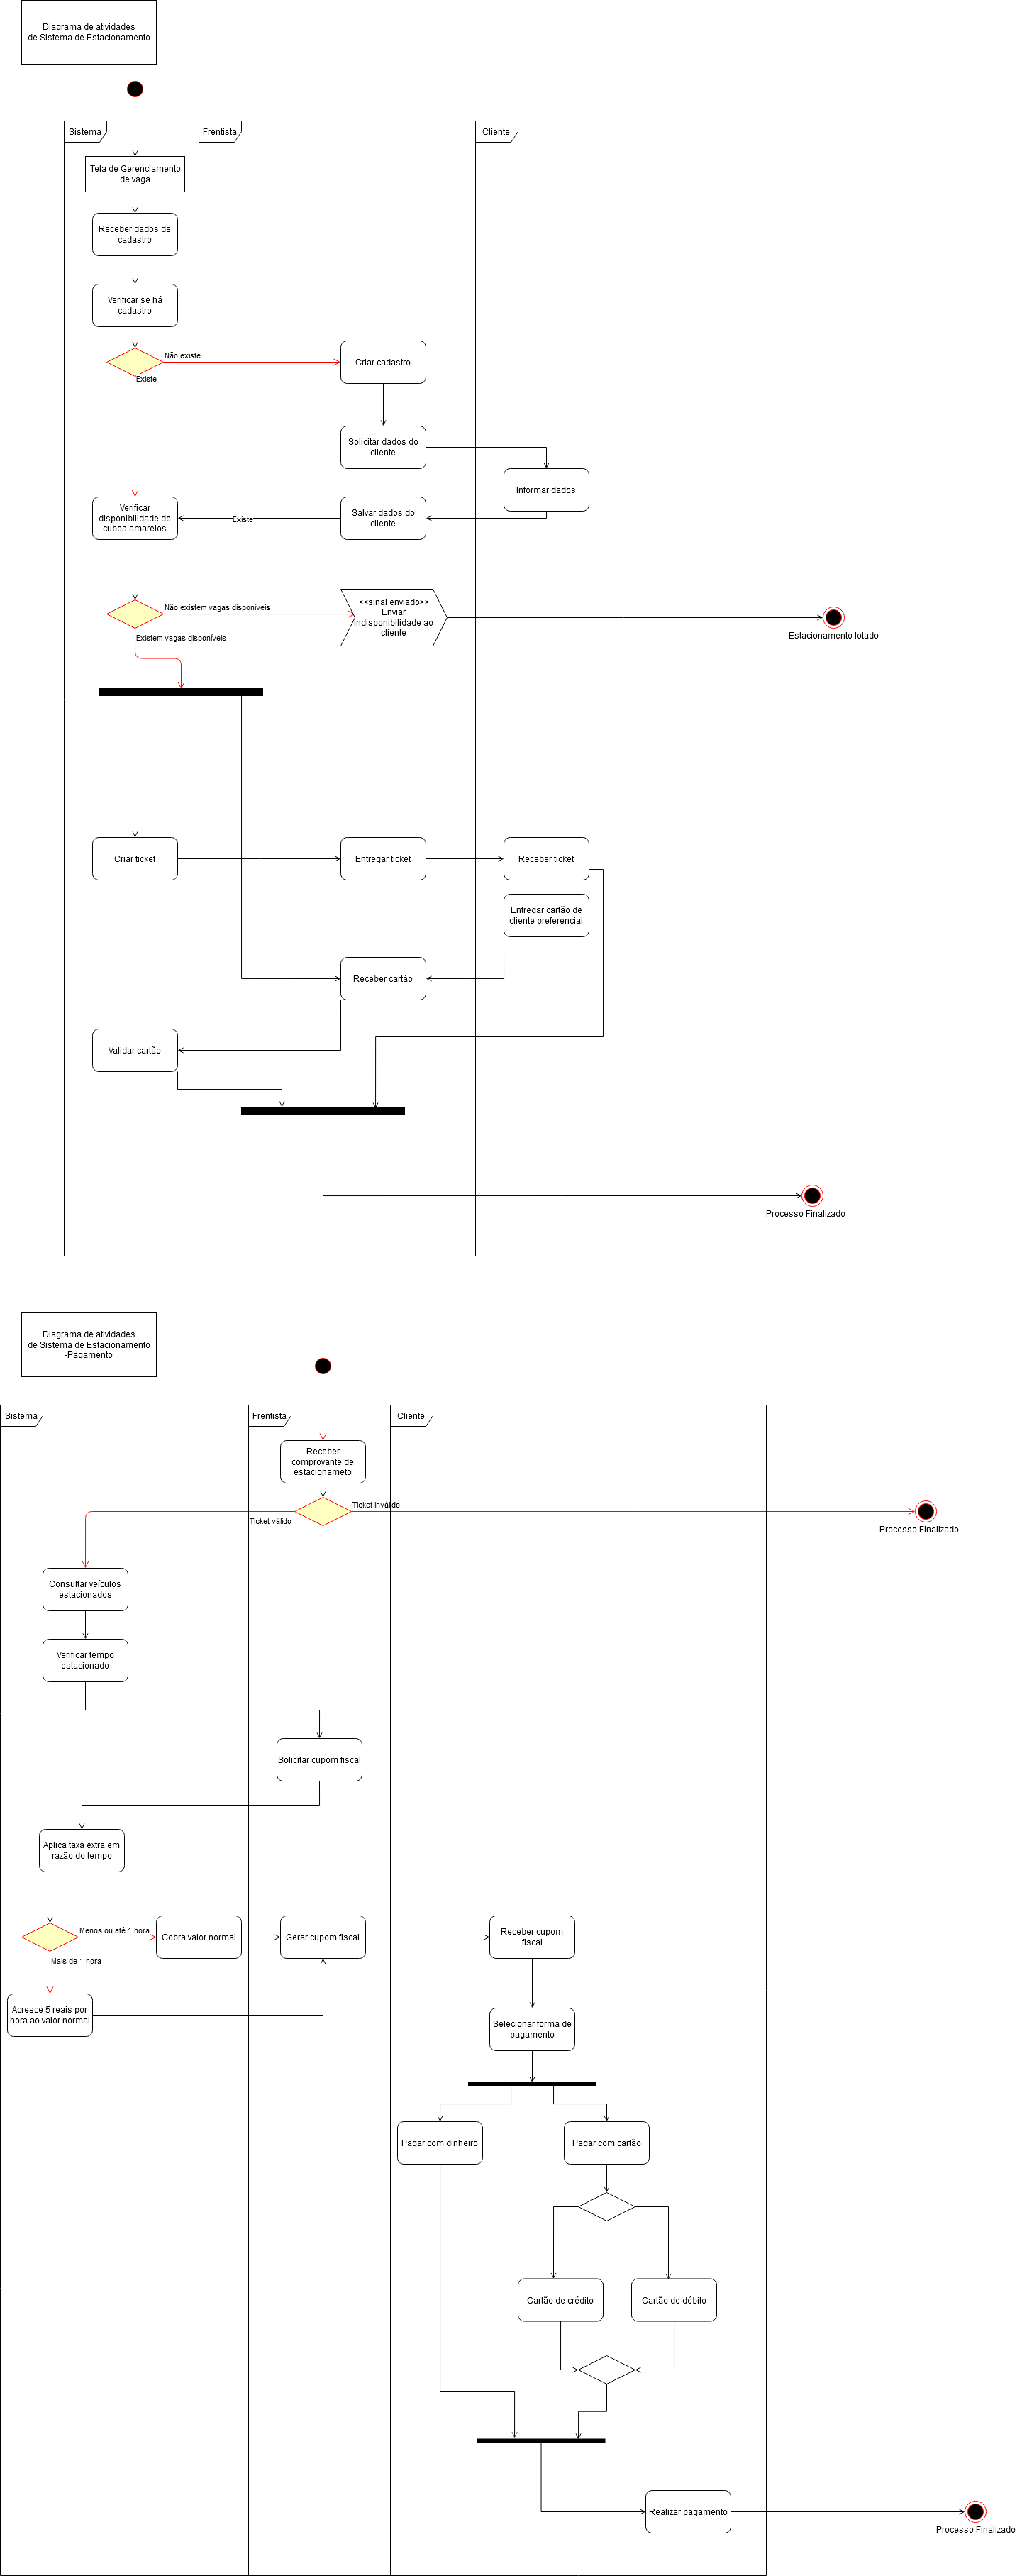 Diagrama de atividades
de Sistema de Estacionamento
Sistema
Frentista
Cliente
Tela de Gerenciamento
de vaga
Receber dados de
cadastro
Verificar se há
cadastro
Não existe
Existe
Criar cadastro
Solicitar dados do
cliente
Informar dados
Verificar
disponibilidade de
cubos amarelos
Existe
Salvar dados do
cliente
Não existem vagas disponíveis
Existem vagas disponíveis
<<sinal enviado>>
Enviar
indisponibilidade ao
cliente
Estacionamento lotado
Criar ticket
Entregar ticket
Receber ticket
Entregar cartão de
cliente preferencial
Receber cartão
Validar cartão
Processo Finalizado
Diagrama de atividades
de Sistema de Estacionamento
-Pagamento
Sistema
Frentista
Cliente
Receber
comprovante de
estacionameto
Ticket inválido
Ticket válido
Processo Finalizado
Consultar veículos
estacionados
Verificar tempo
estacionado
Solicitar cupom fiscal
Aplica taxa extra em
razão do tempo
Menos ou até 1 hora
Mais de 1 hora
Cobra valor normal
Gerar cupom fiscal
Receber cupom
fiscal
Acresce 5 reais por
hora ao valor normal
Selecionar forma de
pagamento
Pagar com dinheiro
Pagar com cartão
Cartão de crédito
Cartão de débito
Realizar pagamento
Processo Finalizado